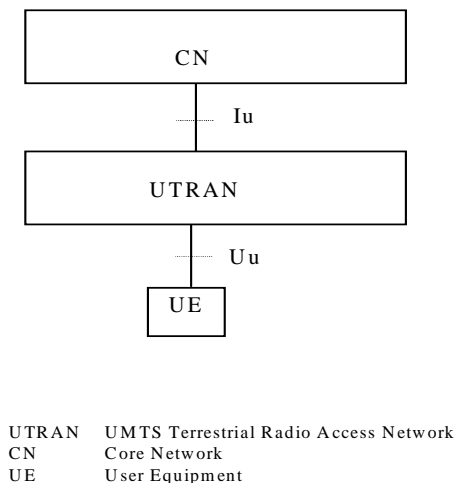 CN
Iu
UTRAN
Uu
UE
UTRAN UMTS Terrestrial Radio Access Network
CN Core Network
UE User Equipment